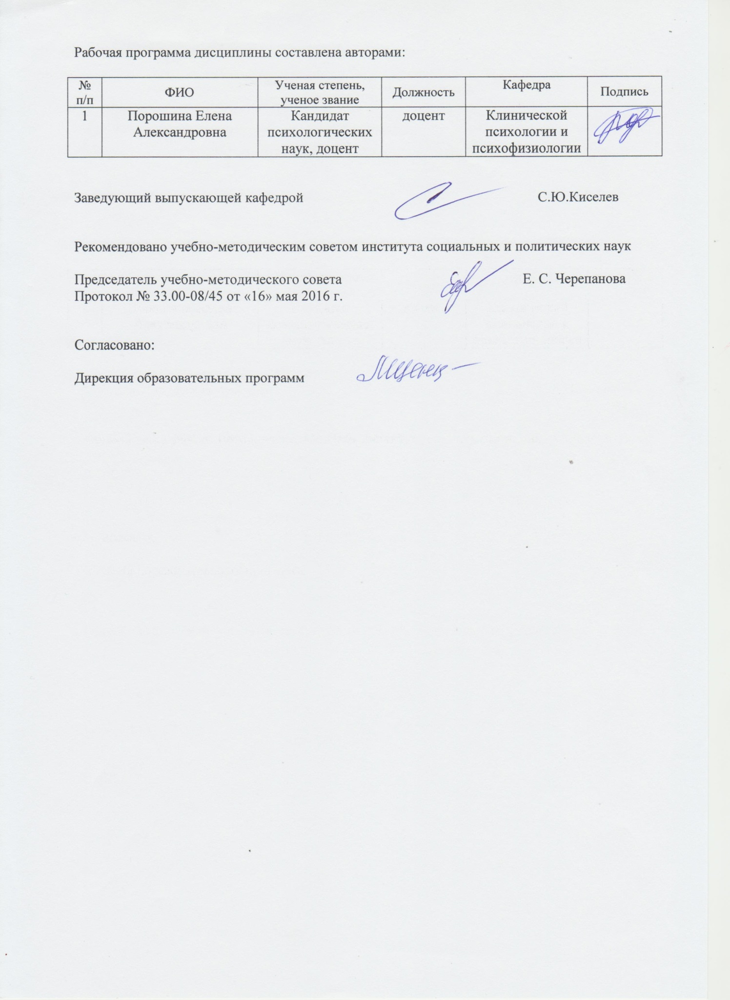 Рабочая программа дисциплины составлена авторами:
№ п/п ФИО Ученая степень, ученое звание Должность Кафедра Подпись
1 Порошина Елена Александровна Кандидат психологических наук, доцент доцент Клинической психологии и психофизиологии
Заведующий выпускающей кафедрой С.Ю.Киселев
Рекомендовано учебно-методическим советом института социальных и политических наук
Председатель учебно-методического совета Е. С. Черепанова
Протокол № 33.00-08/45 от «16» мая 2016 г.
Согласовано:
Дирекция образовательных программ